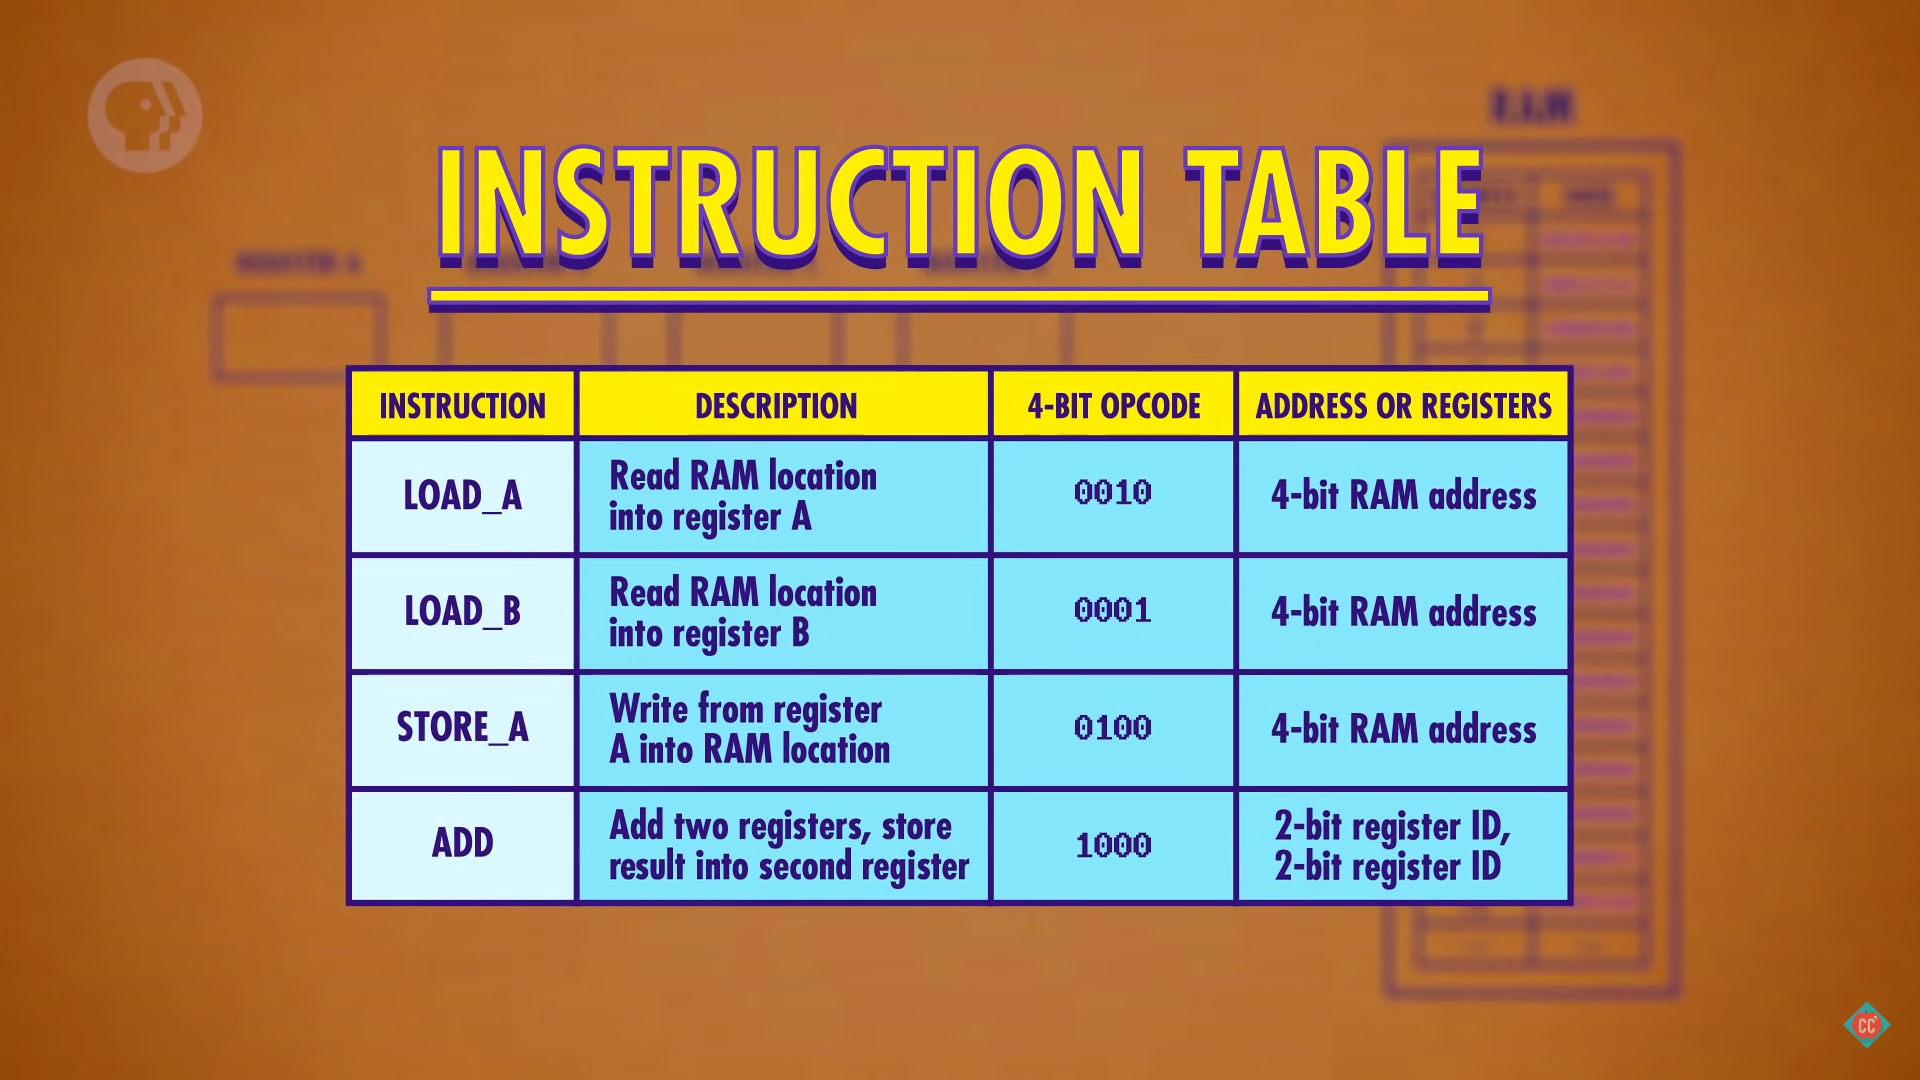 RAM
INSTRUCTION TABLE
REGISTER A
INSTRUCTION DESCRIPTION 4-BIT OPCODE ADDRESS OR REGISTERS
LOAD_A
Read RAM location
into register A
0010
4-bit RAM address
LOAD_B
Read RAM location
into register B
0001
4-bit RAM address
STORE_A
Write from register
A into RAM location
0100
4-bit RAM address
ADD
Add two registers, store
result into second register
1000
2-bit register ID,
2-bit register ID
CC